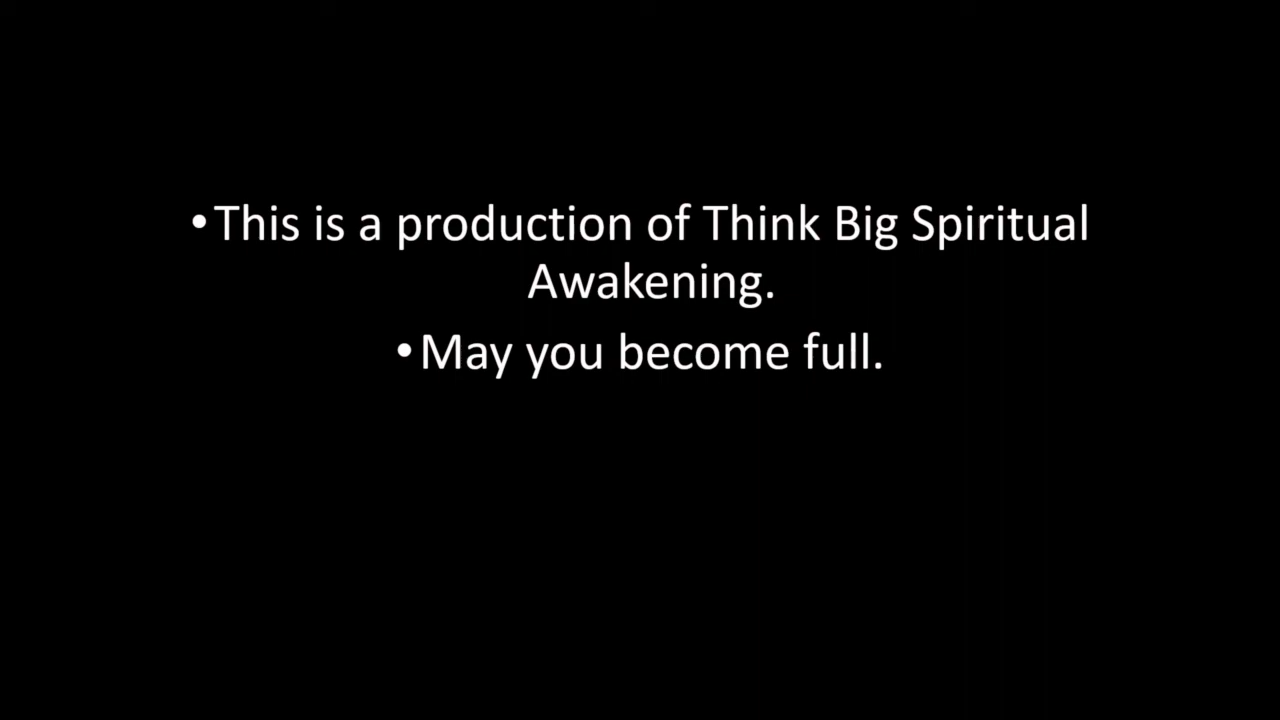 •This is a production of Think Big Spiritual
Awakening.
•May you become full.